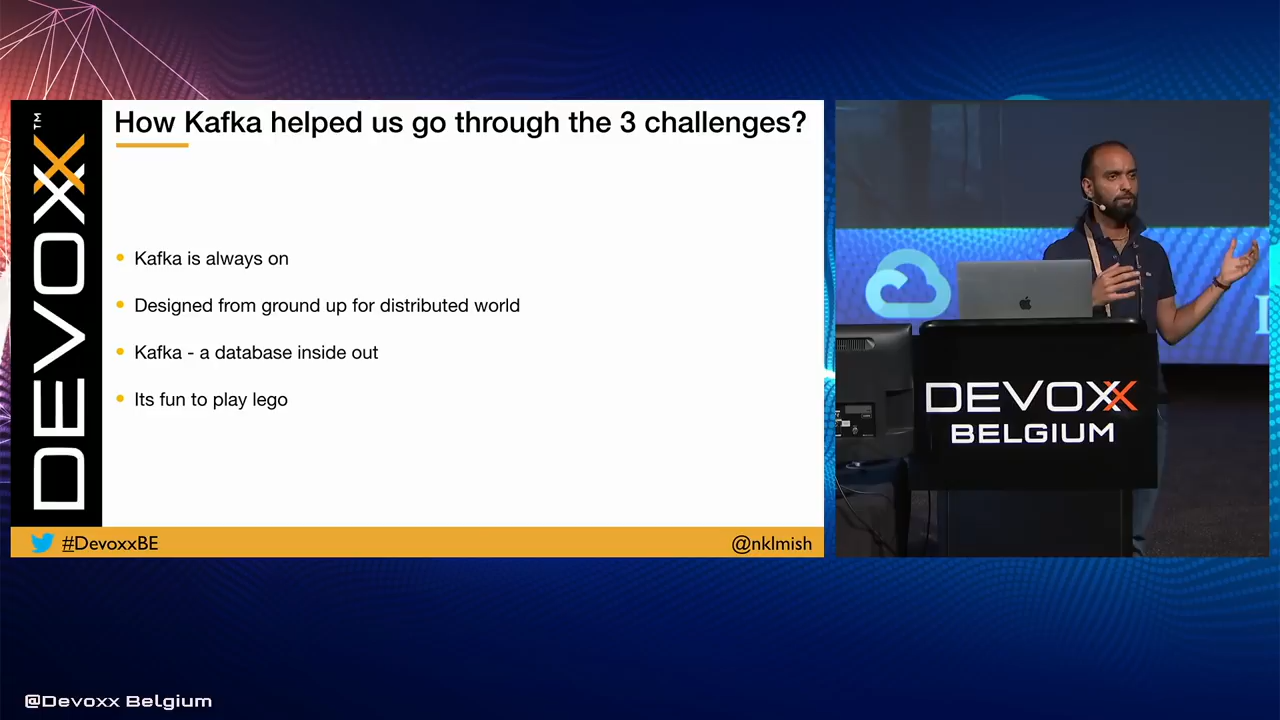 DEVOXX™
How Kafka helped us go through the 3 challenges?
Kafka is always on
Designed from ground up for distributed world
Kafka - a database inside out
Its fun to play lego
#DevoxxBE
@nklmish
DEVOXX
BELGIUM
@Devoxx Belgium